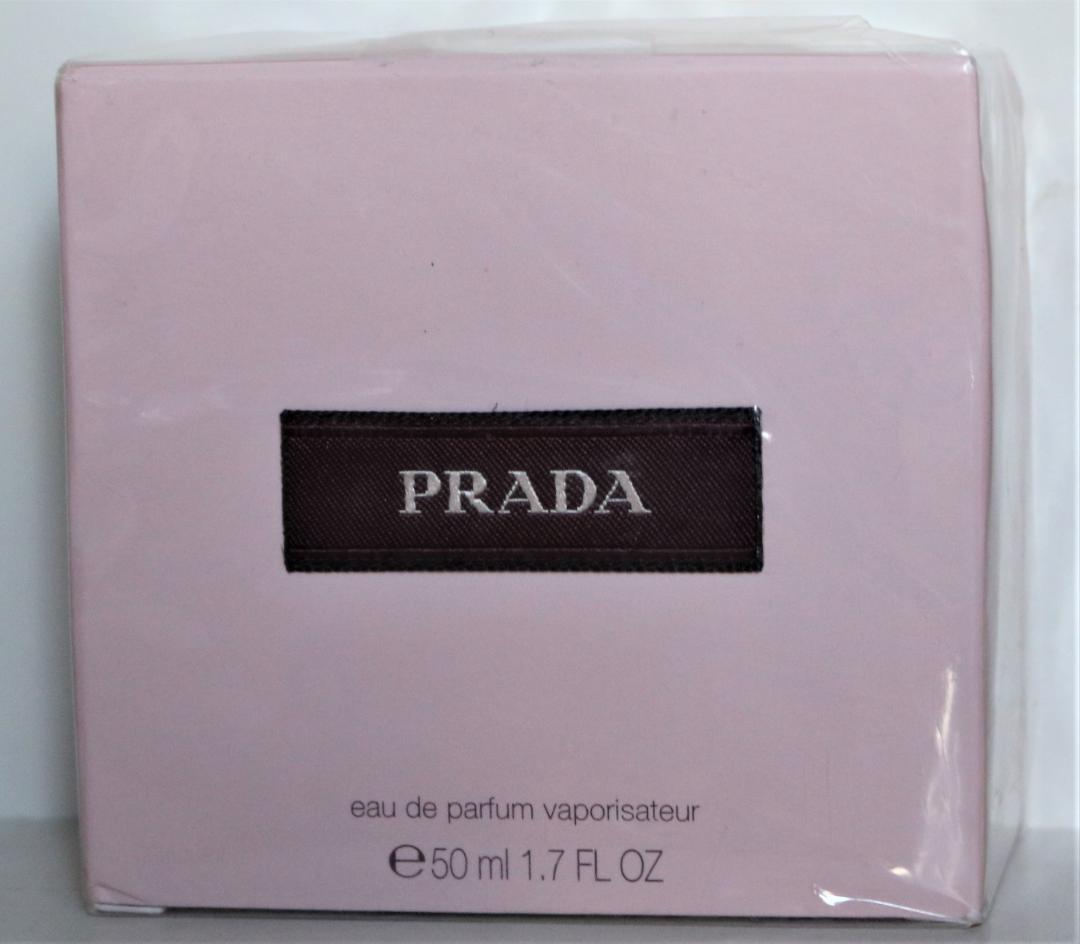 PRADA
eau de parfum vaporisateur
℮50 ml 1.7 FL OZ